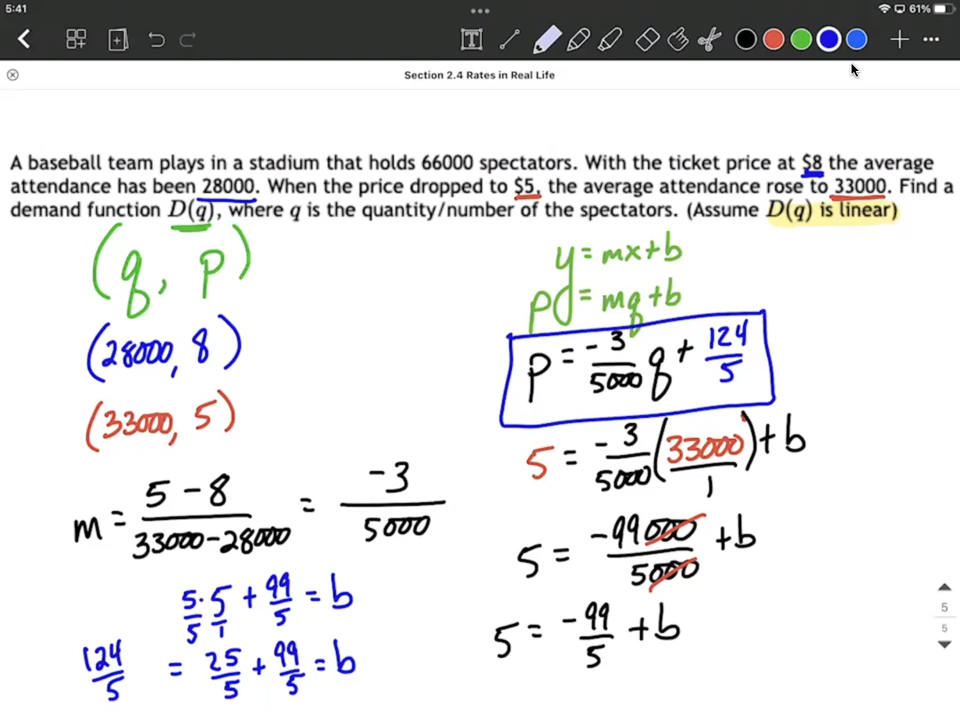 5:41
61%
Section 2.4 Rates in Real Life
A baseball team plays in a stadium that holds 66000 spectators. With the ticket price at $8 the average
attendance has been 28000. When the price dropped to $5, the average attendance rose to 33000. Find a
demand function D(q), where q is the quantity/number of the spectators. (Assume D(q) is linear)
(q, p)
(28000, 8)
(33000, 5)
m = (5 - 8)/(33000 - 28000) = -3/5000
5/5 · 5/1 + 99/5 = b
124/5 = 25/5 + 99/5 = b
y = mx + b
p = mq + b
p = -3/5000 q + 124/5
5 = -3/5000 (33000/1) + b
5 = -99000/5000 + b
5 = -99/5 + b
5
5